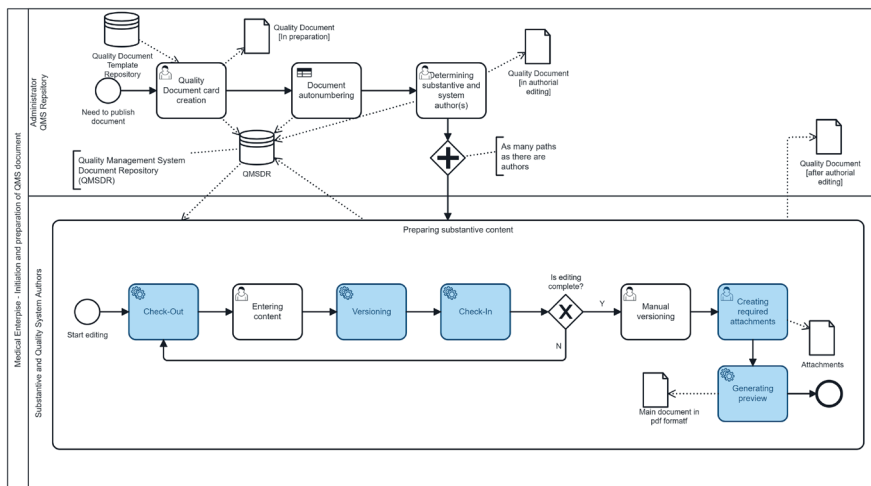 Medical Enterpise - Initiation and preparation of QMS document
Administrator
QMS Repsitory
Quality Document
Template
Repository
Need to publish
document
Quality
Document card
creation
Quality Document
[In preparation]
Document
autonumbering
Determining
substantive and
system
author(s)
Quality Document
[in authorial
editing]
Quality Management System
Document Repository
(QMSDR)
QMSDR
As many paths
as there are
authors
Quality Document
[after authorial
editing]
Substantive and Quality System Authors
Preparing substantive content
Start editing
Check-Out
Entering
content
Versioning
Check-In
Is editing
complete?
Y
N
Manual
versioning
Creating
required
attachments
Attachments
Generating
preview
Main document in
pdf formatf